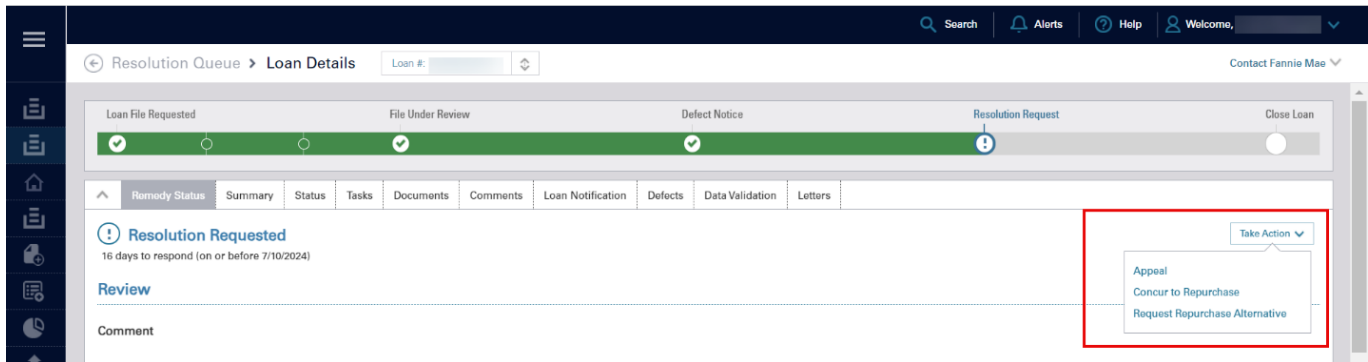 Search Alerts Help Welcome,
Resolution Queue > Loan Details Loan #: Contact Fannie Mae
Loan File Requested File Under Review Defect Notice Resolution Request Close Loan
Remedy Status Summary Status Tasks Documents Comments Loan Notification Defects Data Validation Letters
Resolution Requested
Take Action
16 days to respond (on or before 7/10/2024)
Appeal
Review
Concur to Repurchase
Request Repurchase Alternative
Comment